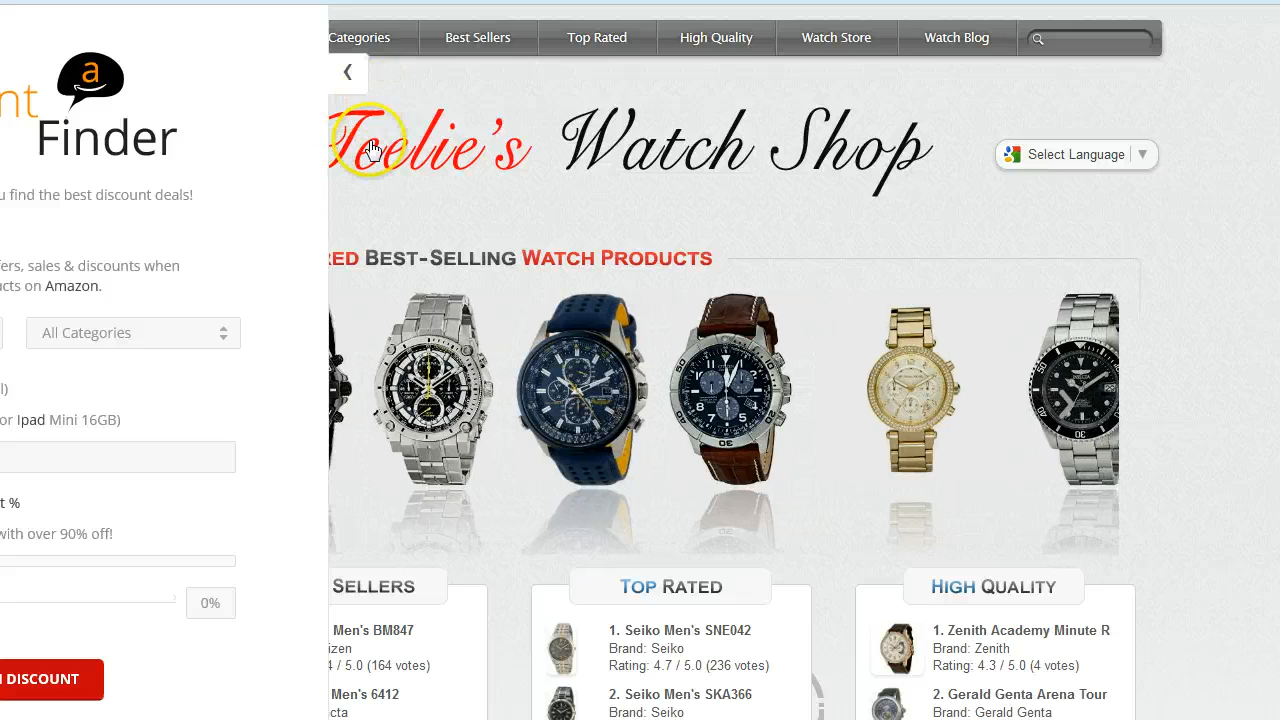 Categories
Best Sellers
Top Rated
High Quality
Watch Store
Watch Blog
nt
a
Finder
Toelie's Watch Shop
Select Language
u find the best discount deals!
RED BEST-SELLING WATCH PRODUCTS
fers, sales & discounts when
cts on Amazon.
All Categories
l)
or Ipad Mini 16GB)
t %
with over 90% off!
0%
DISCOUNT
SELLERS
Men's BM847
izen
4 / 5.0 (164 votes)
Men's 6412
cta
TOP RATED
1. Seiko Men's SNE042
Brand: Seiko
Rating: 4.7 / 5.0 (236 votes)
2. Seiko Men's SKA366
Brand: Seiko
HIGH QUALITY
1. Zenith Academy Minute R
Brand: Zenith
Rating: 4.3 / 5.0 (4 votes)
2. Gerald Genta Arena Tour
Brand: Gerald Genta